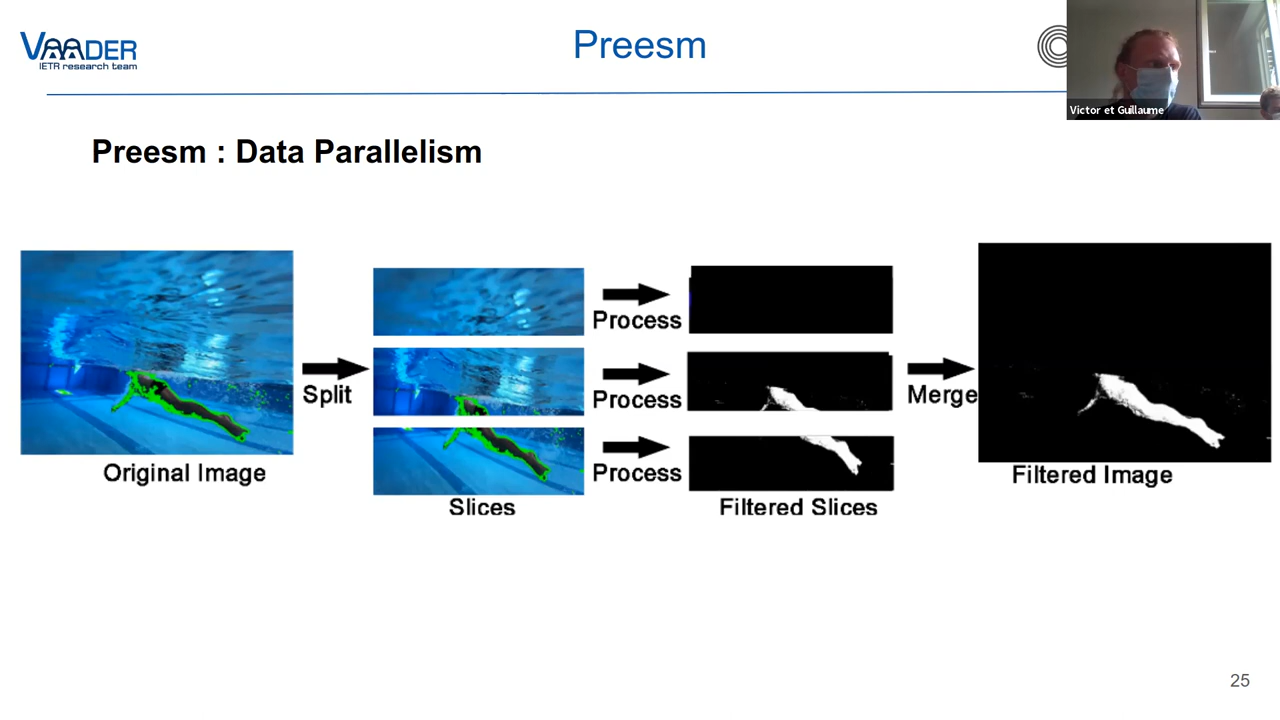 VAADER
IETR research team
Preesm
Victor et Guillaume
Preesm : Data Parallelism
Original Image
Split
Slices
Process
Process
Process
Filtered Slices
Merge
Filtered Image
25